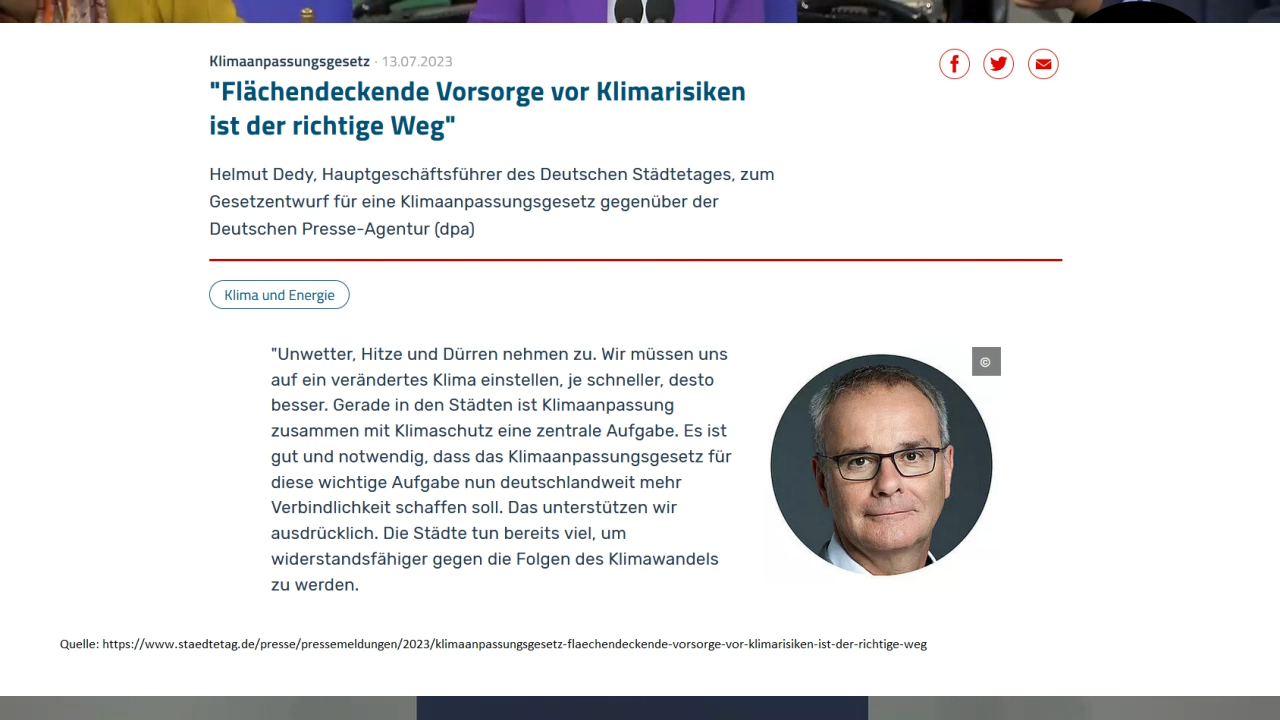 Klimaanpassungsgesetz · 13.07.2023
"Flächendeckende Vorsorge vor Klimarisiken
ist der richtige Weg"
Helmut Dedy, Hauptgeschäftsführer des Deutschen Städtetages, zum
Gesetzentwurf für eine Klimaanpassungsgesetz gegenüber der
Deutschen Presse-Agentur (dpa)
Klima und Energie
"Unwetter, Hitze und Dürren nehmen zu. Wir müssen uns
auf ein verändertes Klima einstellen, je schneller, desto
besser. Gerade in den Städten ist Klimaanpassung
zusammen mit Klimaschutz eine zentrale Aufgabe. Es ist
gut und notwendig, dass das Klimaanpassungsgesetz für
diese wichtige Aufgabe nun deutschlandweit mehr
Verbindlichkeit schaffen soll. Das unterstützen wir
ausdrücklich. Die Städte tun bereits viel, um
widerstandsfähiger gegen die Folgen des Klimawandels
zu werden.
©
Quelle: https://www.staedtetag.de/presse/pressemeldungen/2023/klimaanpassungsgesetz-flaechendeckende-vorsorge-vor-klimarisiken-ist-der-richtige-weg